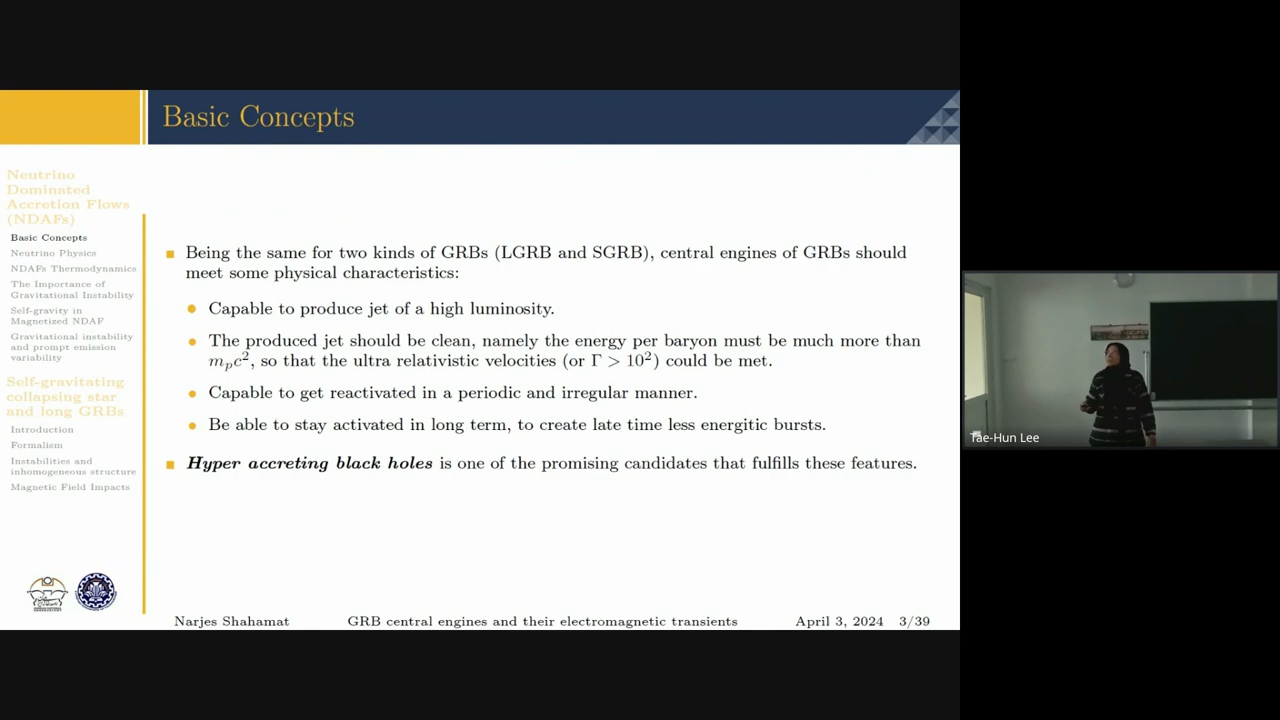 Basic Concepts
Neutrino
Dominated
Accretion Flows
(NDAFs)
Basic Concepts
Neutrino Physics
NDAFs Thermodynamics
The Importance of
Gravitational Instability
Self-gravity in
Magnetized NDAF
Gravitational instability
and prompt emission
variability
Self-gravitating
collapsing star
and long GRBs
Introduction
Formalism
Instabilities and
inhomogeneous structure
Magnetic Field Impacts
Being the same for two kinds of GRBs (LGRB and SGRB), central engines of GRBs should
meet some physical characteristics:
Capable to produce jet of a high luminosity.
The produced jet should be clean, namely the energy per baryon must be much more than
mₚc², so that the ultra relativistic velocities (or Γ > 10²) could be met.
Capable to get reactivated in a periodic and irregular manner.
Be able to stay activated in long term, to create late time less energitic bursts.
Hyper accreting black holes is one of the promising candidates that fulfills these features.
Narjes Shahamat
GRB central engines and their electromagnetic transients
April 3, 2024 3/39
Tae-Hun Lee